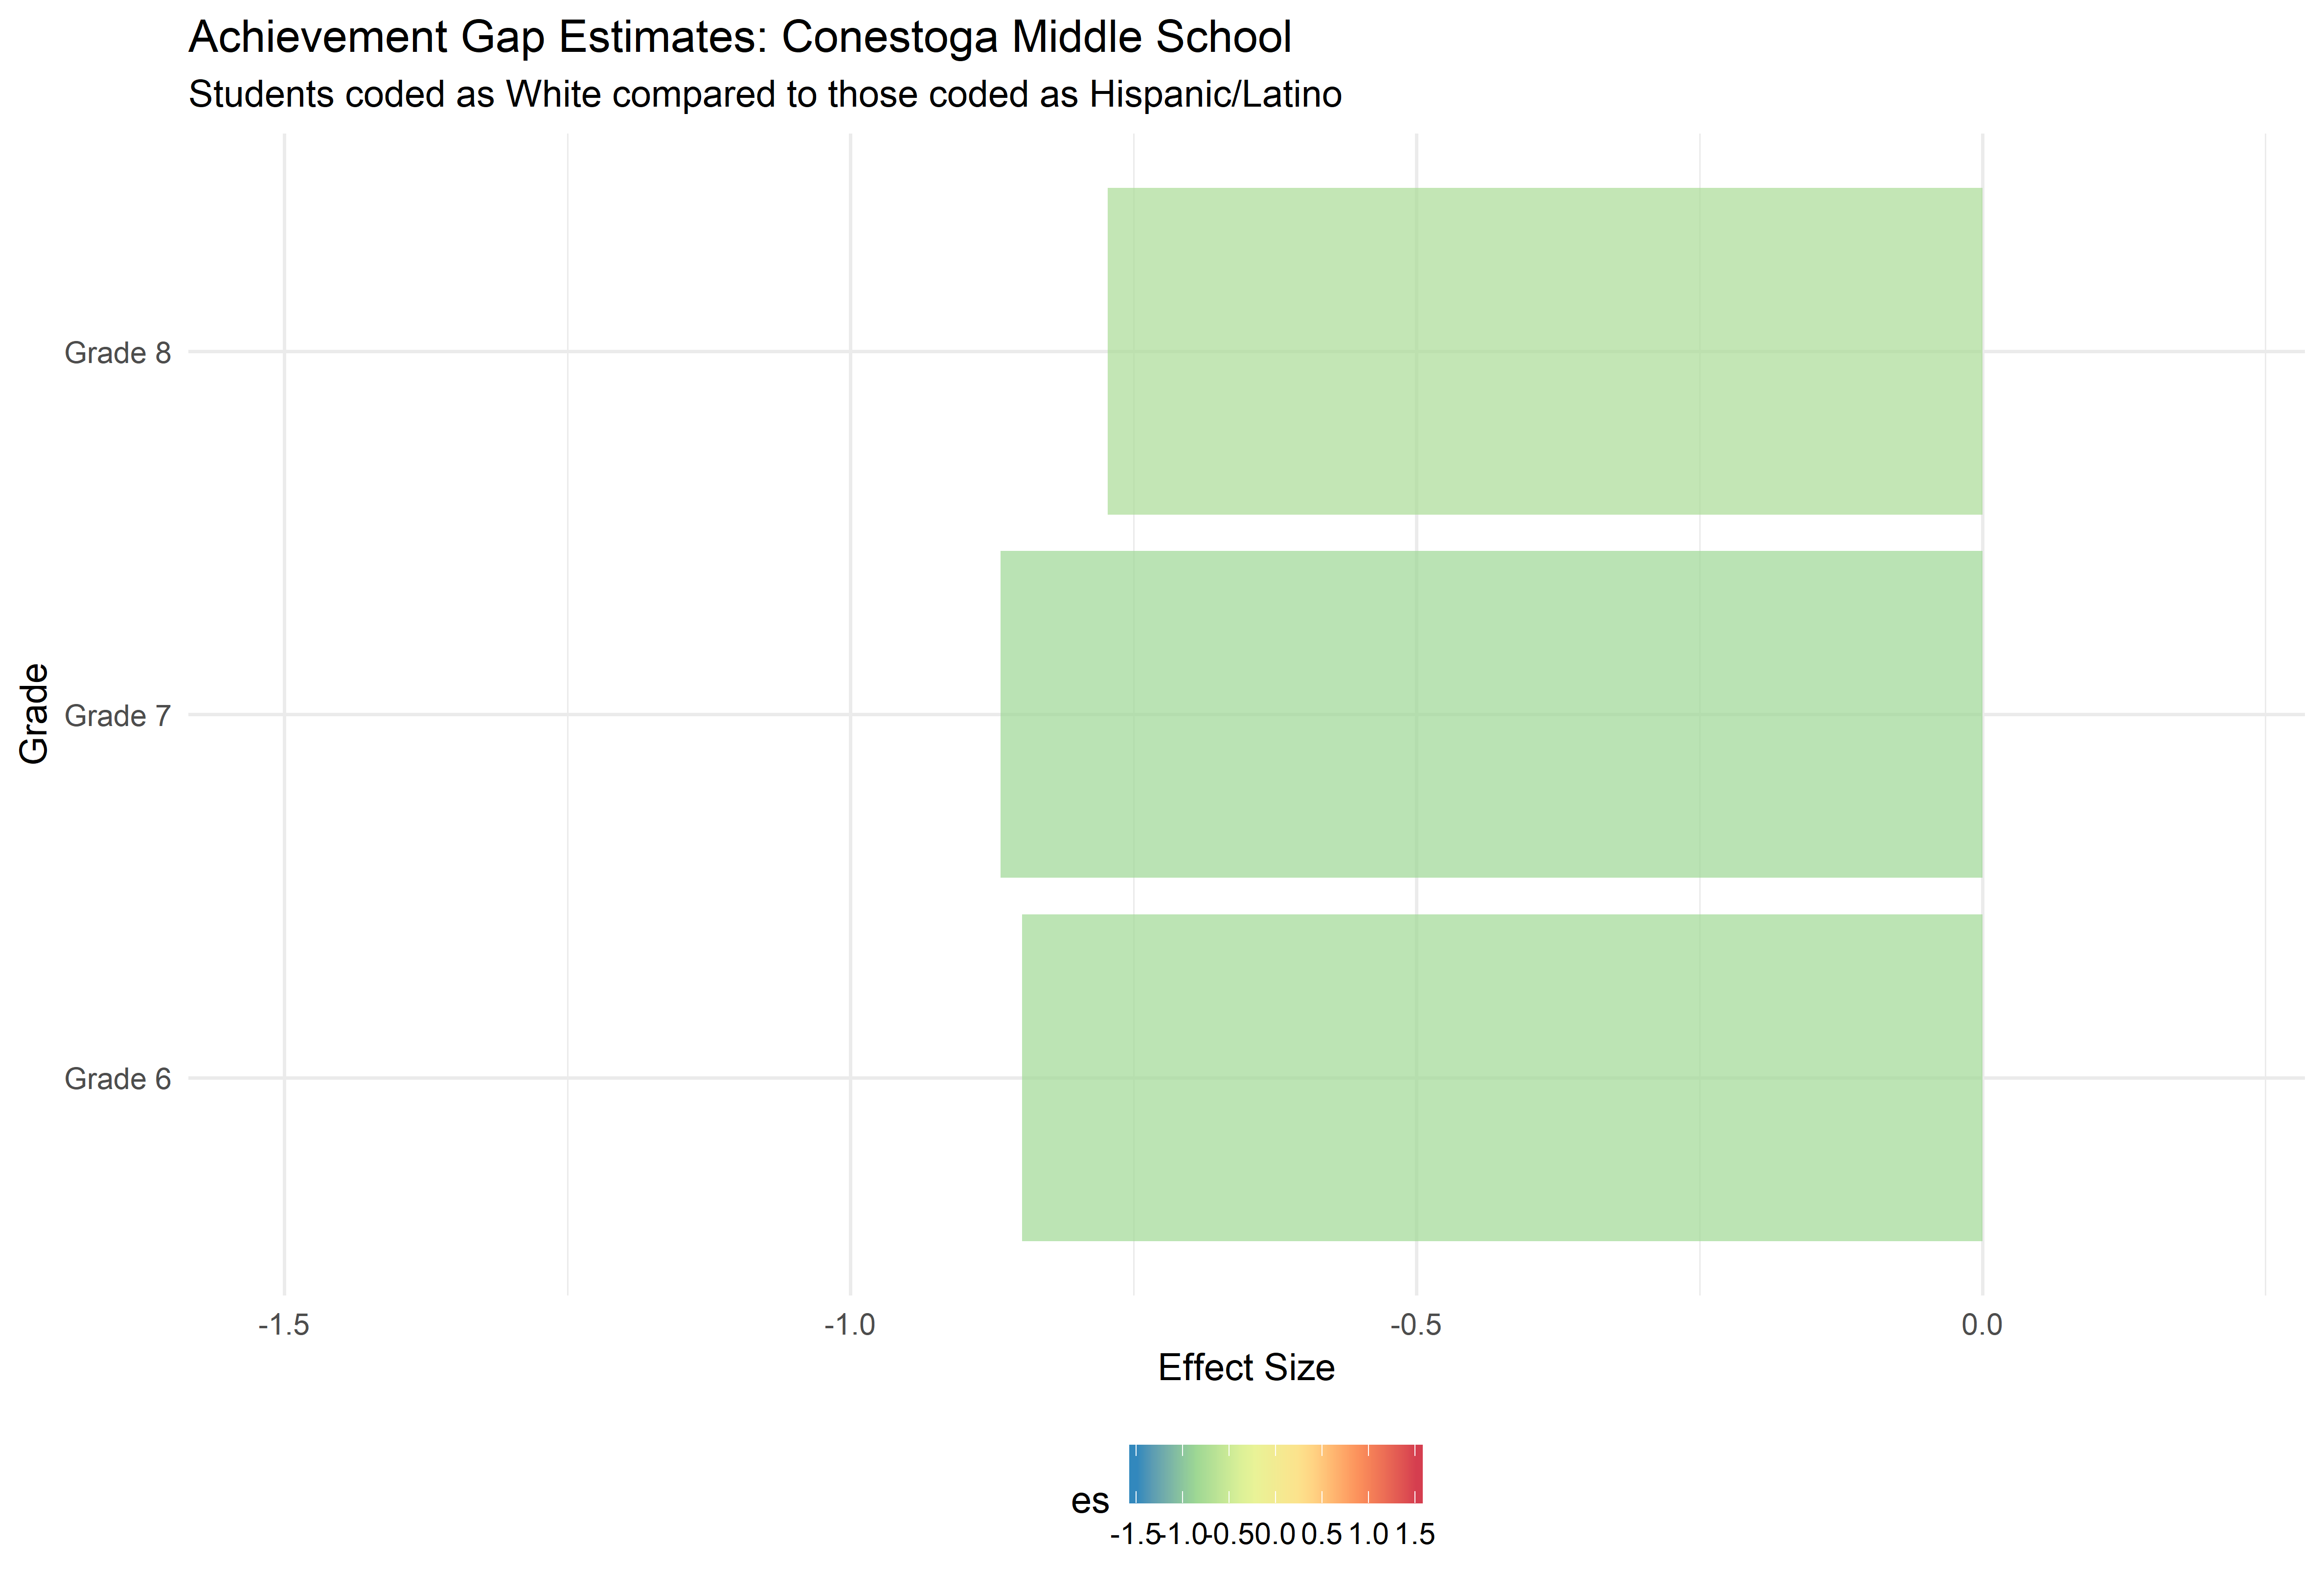 Achievement Gap Estimates: Conestoga Middle School
Students coded as White compared to those coded as Hispanic/Latino
Grade 8
Grade 7
Grade 6
Grade
-1.5 -1.0 -0.5 0.0
Effect Size
es
-1.5 -1.0 -0.5 0.0 0.5 1.0 1.5